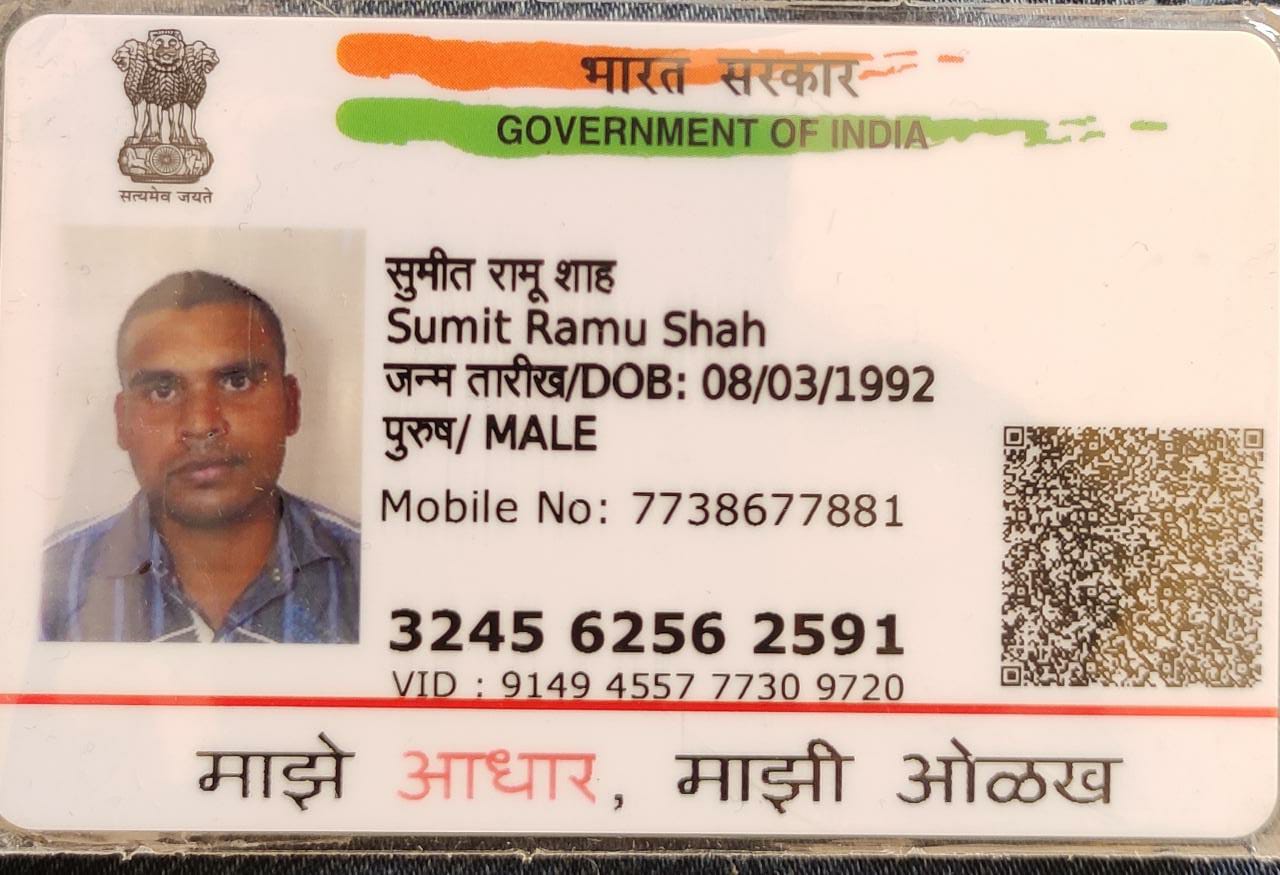 भारत सरकार
GOVERNMENT OF INDIA
सत्यमेव जयते
सुमीत रामू शाह
Sumit Ramu Shah
जन्म तारीख/DOB: 08/03/1992
पुरुष/ MALE
Mobile No: 7738677881
3245 6256 2591
VID : 9149 4557 7730 9720
माझे आधार, माझी ओळख